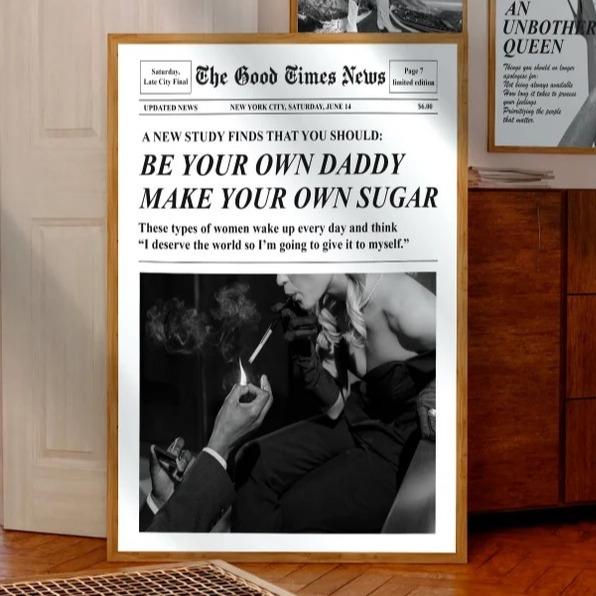 Saturday,
Late City Final
The Good Times News
Page 7
limited edition
UPDATED NEWS
NEW YORK CITY, SATURDAY, JUNE 14
$6.00
A NEW STUDY FINDS THAT YOU SHOULD:
BE YOUR OWN DADDY
MAKE YOUR OWN SUGAR
These types of women wake up every day and think
“I deserve the world so I’m going to give it to myself.”
AN
UNBOTHER
QUEEN
Things you should no longer
apologise for:
Not being always available
How long it takes to process
your feelings
Prioritizing the people
that matter.